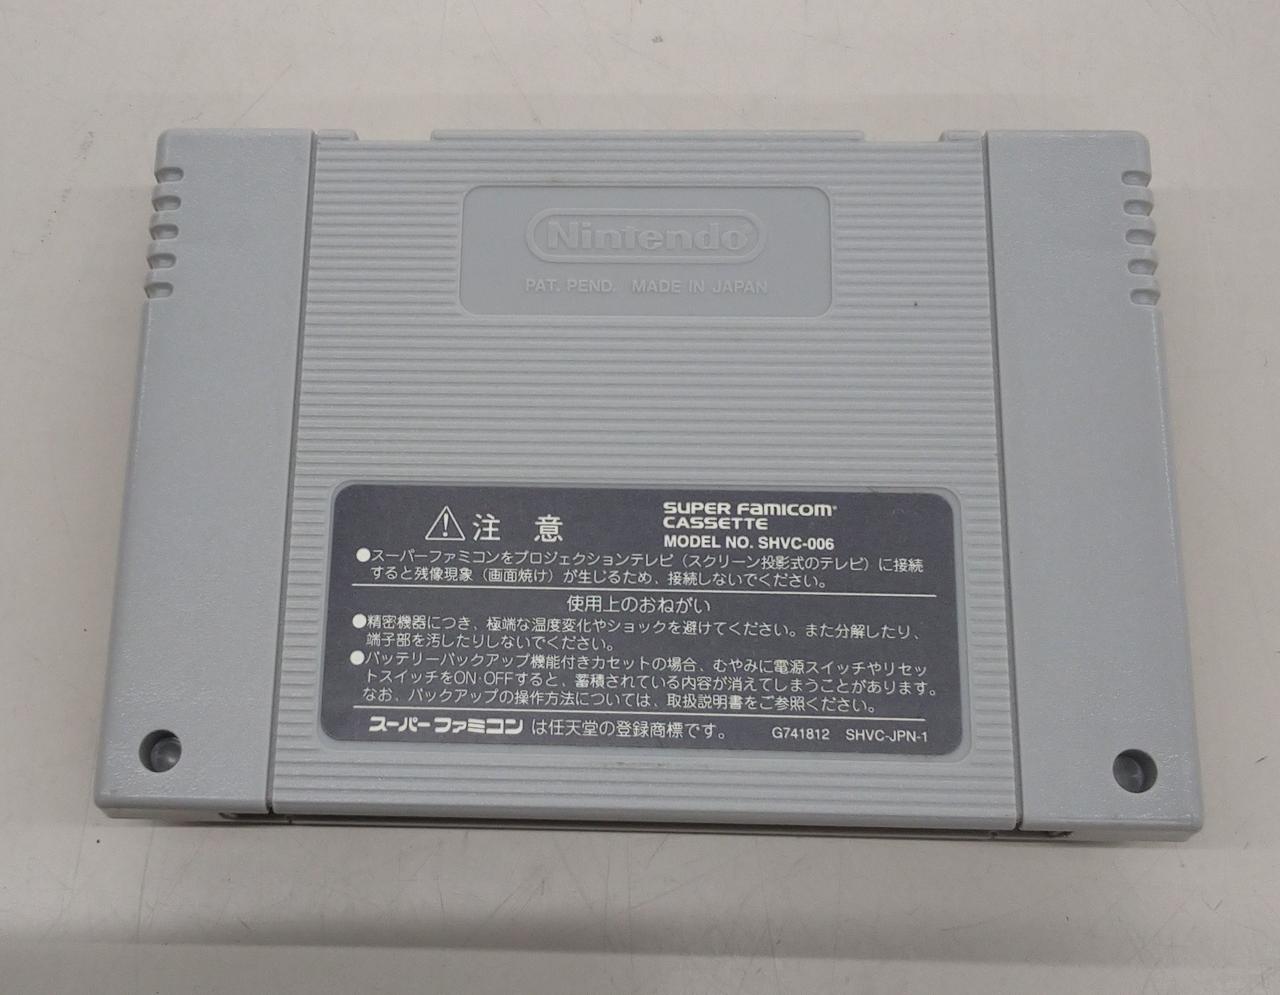 Nintendo
PAT. PEND. MADE IN JAPAN
注 意
SUPER FAMICOM
CASSETTE
MODEL NO. SHVC-006
●スーパーファミコンをプロジェクションテレビ（スクリーン投影式のテレビ）に接続
すると残像現象（画面焼け）が生じるため、接続しないでください。
使用上のおねがい
●精密機器につき、極端な温度変化やショックを避けてください。また分解したり、
端子部を汚したりしないでください。
●バッテリーバックアップ機能付きカセットの場合、むやみに電源スイッチやリセッ
トスイッチをON・OFFすると、蓄積されている内容が消えてしまうことがあります。
なお、バックアップの操作方法については、取扱説明書をご参照ください。
スーパーファミコン は任天堂の登録商標です。 G741812 SHVC-JPN-1